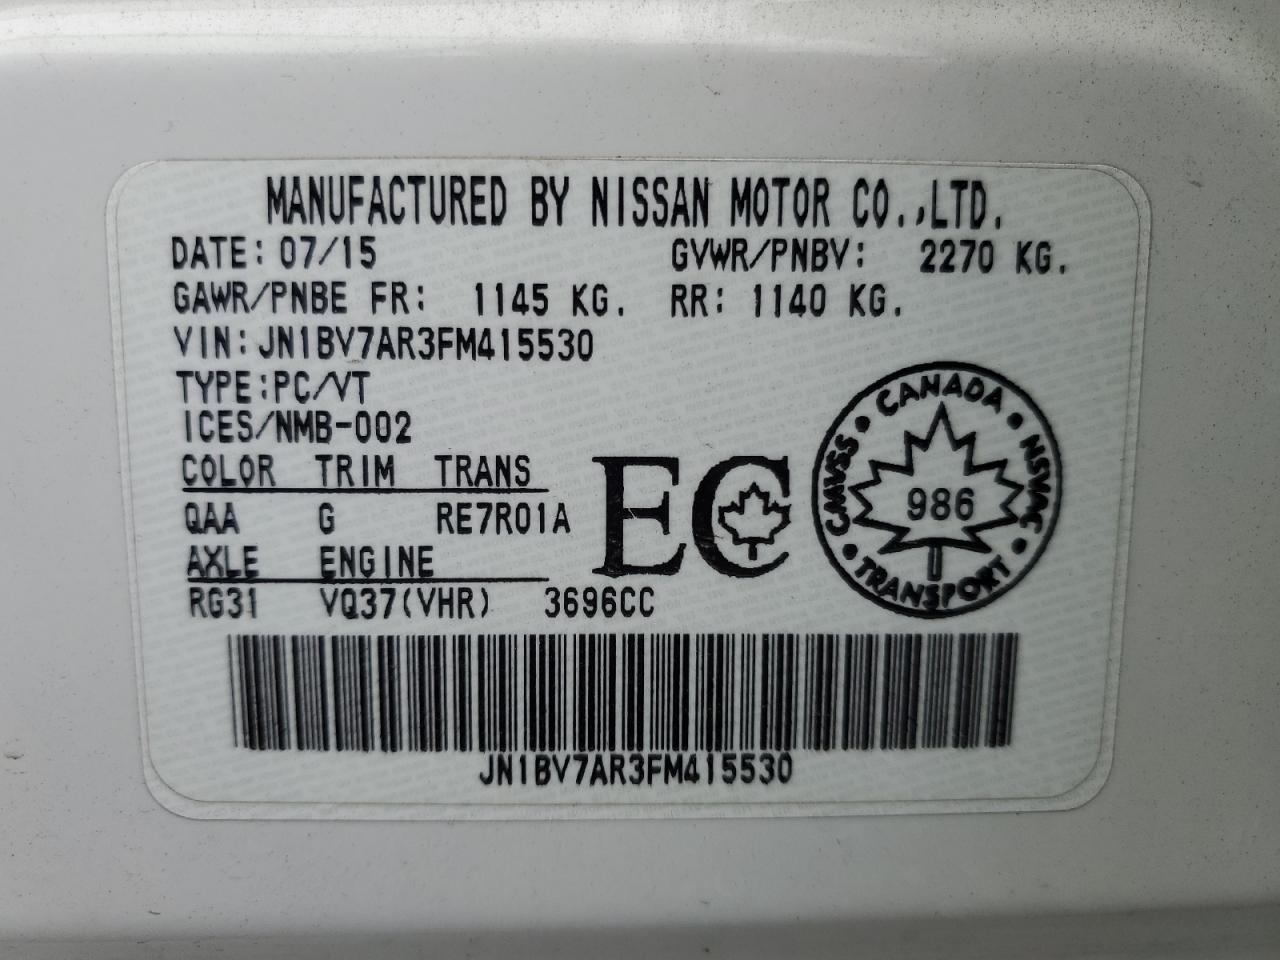 MANUFACTURED BY NISSAN MOTOR CO.,LTD.
DATE: 07/15 GVWR/PNBV: 2270 KG.
GAWR/PNBE FR: 1145 KG. RR: 1140 KG.
VIN: JN1BV7AR3FM415530
TYPE: PC/VT
ICES/NMB-002
COLOR TRIM TRANS
QAA G RE7R01A
AXLE ENGINE
RG31 VQ37(VHR) 3696CC
EC
CANADA
CMVSS • NSVAC
986
TRANSPORT
JN1BV7AR3FM415530